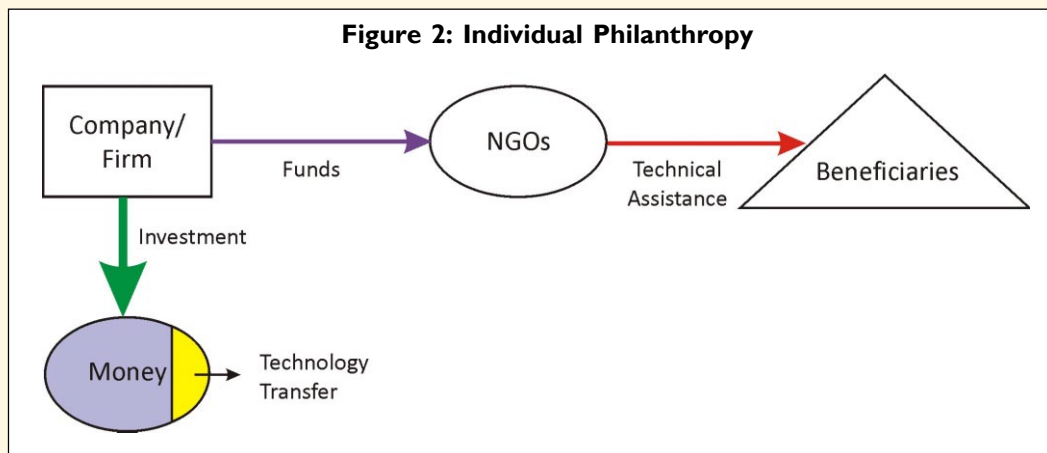 Figure 2: Individual Philanthropy
Company/
Firm
Funds
NGOs
Technical
Assistance
Beneficiaries
Investment
Money
Technology
Transfer